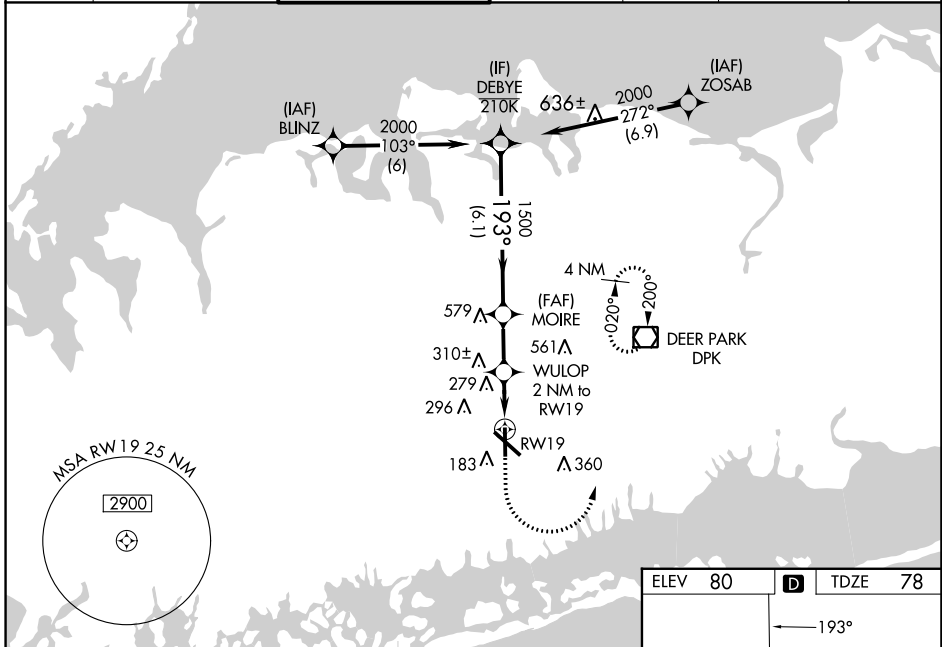 (IF)
DEBYE
210K
(IAF)
ZOSAB
636±
2000
272°
(6.9)
(IAF)
BLINZ
2000
103°
(6)
1500
193°
(6.1)
4 NM
020°
200°
DEER PARK
DPK
579
(FAF)
MOIRE
561
310±
WULOP
2 NM to
RW19
279
296
RW19
183
360
MSA RW19 25 NM
2900
ELEV 80 D TDZE 78
193°